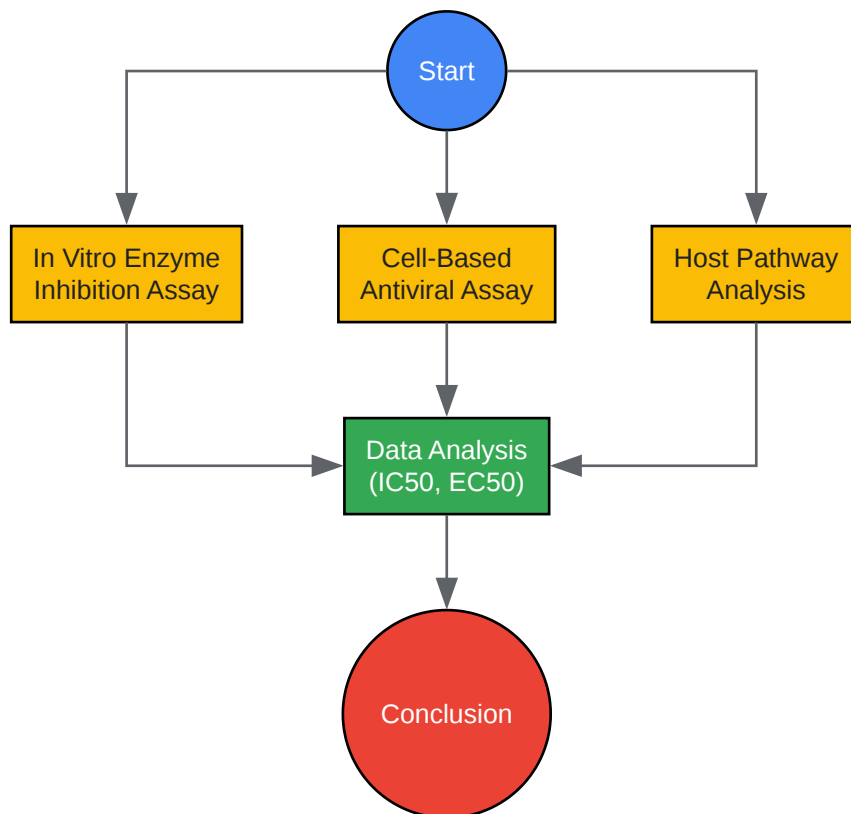 Start
In Vitro Enzyme
Inhibition Assay
Cell-Based
Antiviral Assay
Host Pathway
Analysis
Data Analysis
(IC50, EC50)
Conclusion